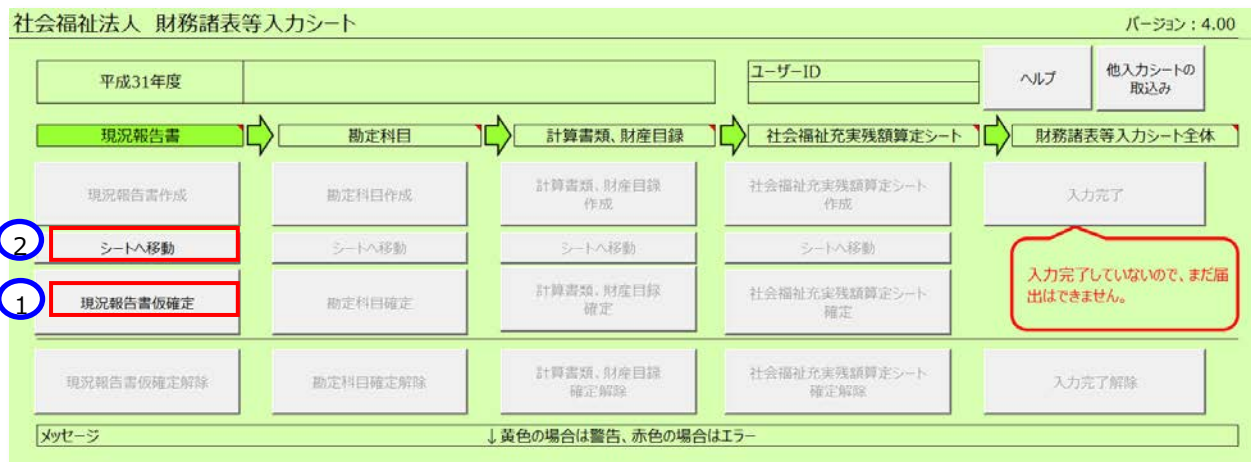 社会福祉法人 財務諸表等入力シート
バージョン：4.00
平成31年度
ユーザーID
ヘルプ
他入力シートの
取込み
現況報告書
勘定科目
計算書類、財産目録
社会福祉充実残額算定シート
財務諸表等入力シート全体
現況報告書作成
勘定科目作成
計算書類、財産目録
作成
社会福祉充実残額算定シート
作成
入力完了
2
シートへ移動
シートへ移動
シートへ移動
シートへ移動
1
現況報告書仮確定
勘定科目確定
計算書類、財産目録
確定
社会福祉充実残額算定シート
確定
入力完了していないので、まだ届
出はできません。
現況報告書仮確定解除
勘定科目確定解除
計算書類、財産目録
確定解除
社会福祉充実残額算定シート
確定解除
入力完了解除
メッセージ
↓黄色の場合は警告、赤色の場合はエラー